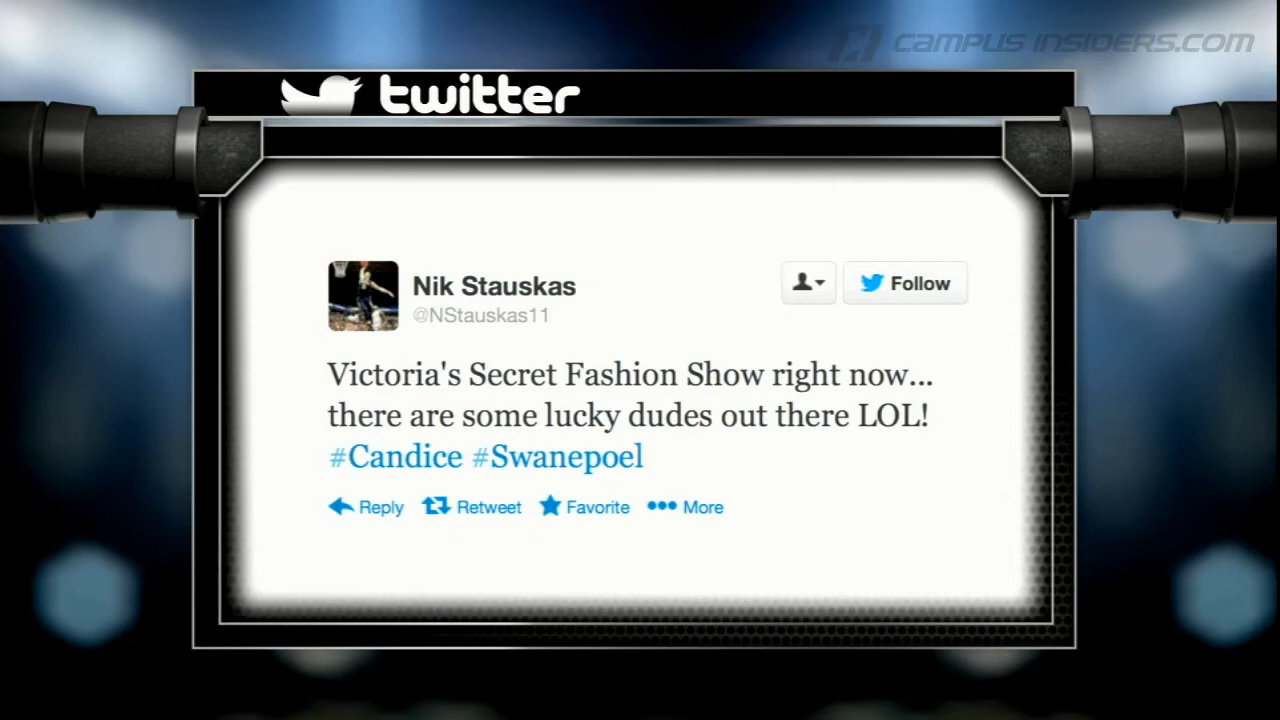 CAMPUS INSIDERS.COM
twitter
Nik Stauskas
@NStauskas11
Follow
Victoria's Secret Fashion Show right now...
there are some lucky dudes out there LOL!
#Candice #Swanepoel
Reply Retweet Favorite More